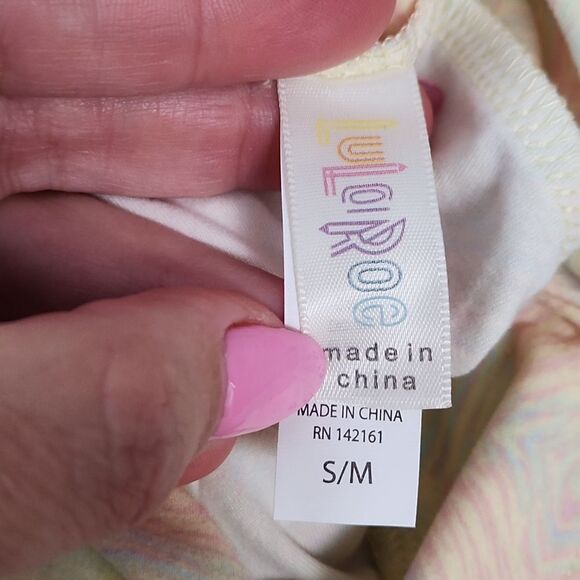 LuLaRoe
made in
china
MADE IN CHINA
RN 142161
S/M